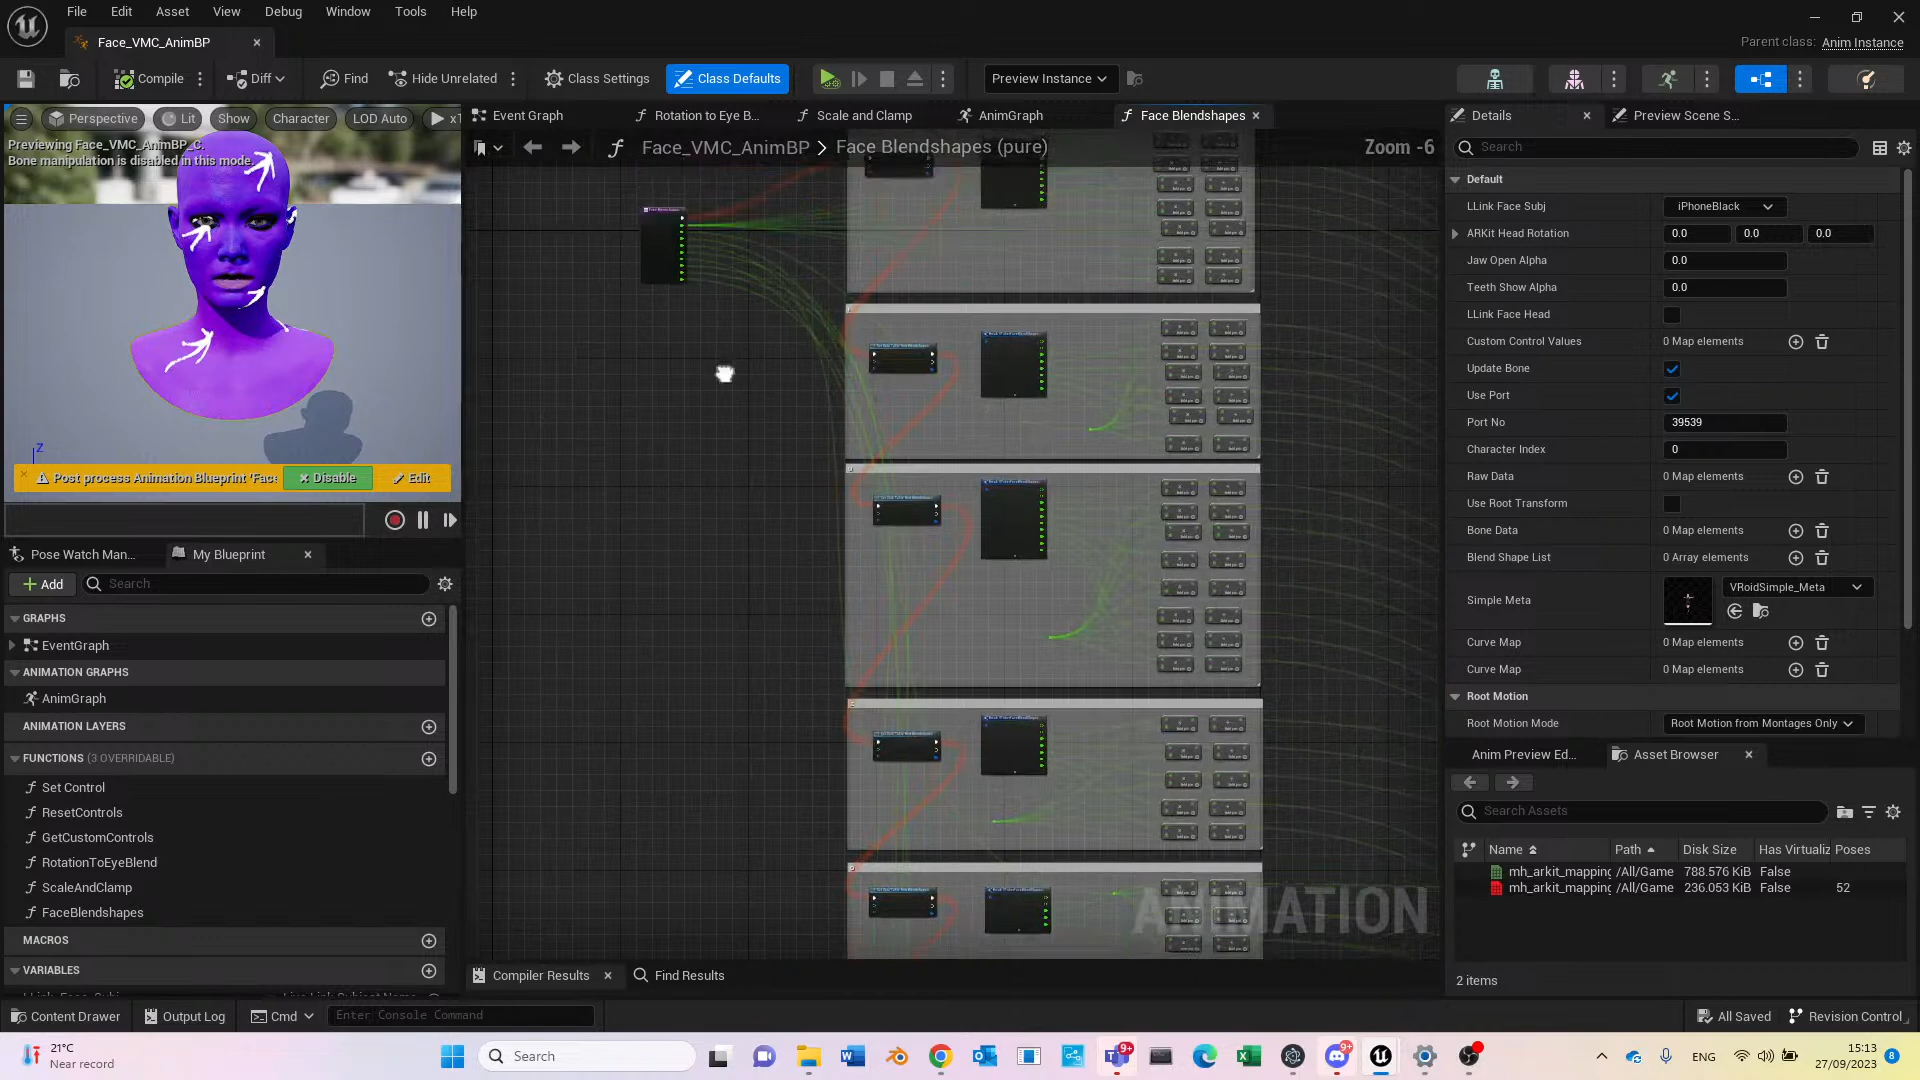 File Edit Asset View Debug Window Tools Help
Face_VMC_AnimBP
Parent class: Anim Instance
Compile Diff Find Hide Unrelated Class Settings Class Defaults Preview Instance
Perspective Lit Show Character LOD Auto
Previewing Face_VMC_AnimBP_C.
Bone manipulation is disabled in this mode.
Z
Post process Animation Blueprint 'Face Disable Edit
Pose Watch Man... My Blueprint
Add Search
GRAPHS
EventGraph
ANIMATION GRAPHS
AnimGraph
ANIMATION LAYERS
FUNCTIONS (3 OVERRIDABLE)
Set Control
ResetControls
GetCustomControls
RotationToEyeBlend
ScaleAndClamp
FaceBlendshapes
MACROS
VARIABLES
Event Graph Rotation to Eye B... Scale and Clamp AnimGraph Face Blendshapes
Face_VMC_AnimBP > Face Blendshapes (pure) Zoom -6
ANIMATION
Compiler Results Find Results
Details Preview Scene S...
Search
Default
LLink Face Subj iPhoneBlack
ARKit Head Rotation 0.0 0.0 0.0
Jaw Open Alpha 0.0
Teeth Show Alpha 0.0
LLink Face Head
Custom Control Values 0 Map elements
Update Bone
Use Port
Port No 39539
Character Index 0
Raw Data 0 Map elements
Use Root Transform
Bone Data 0 Map elements
Blend Shape List 0 Array elements
Simple Meta VRoidSimple_Meta
Curve Map 0 Map elements
Curve Map 0 Map elements
Root Motion
Root Motion Mode Root Motion from Montages Only
Anim Preview Ed... Asset Browser
Search Assets
Name Path Disk Size Has Virtualiz Poses
mh_arkit_mapping /All/Game 788.576 KiB False
mh_arkit_mapping /All/Game 236.053 KiB False 52
2 items
Content Drawer Output Log Cmd Enter Console Command All Saved Revision Control
21°C
Near record
Search
9+
9+
ENG
15:13
27/09/2023
8